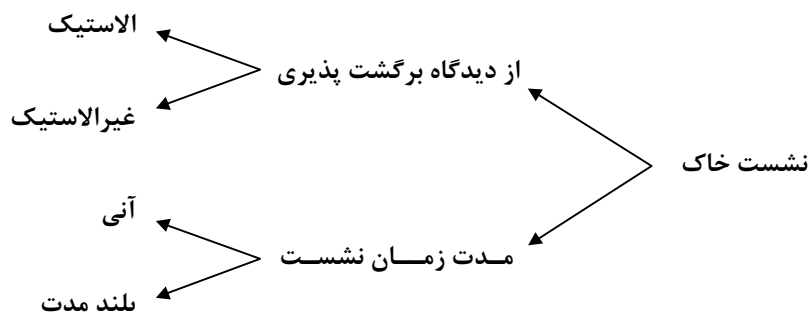 نشست خاک
از دیدگاه برگشت پذیری
الاستیک
غیرالاستیک
مـدت زمـــان نشســت
آنی
بلند مدت